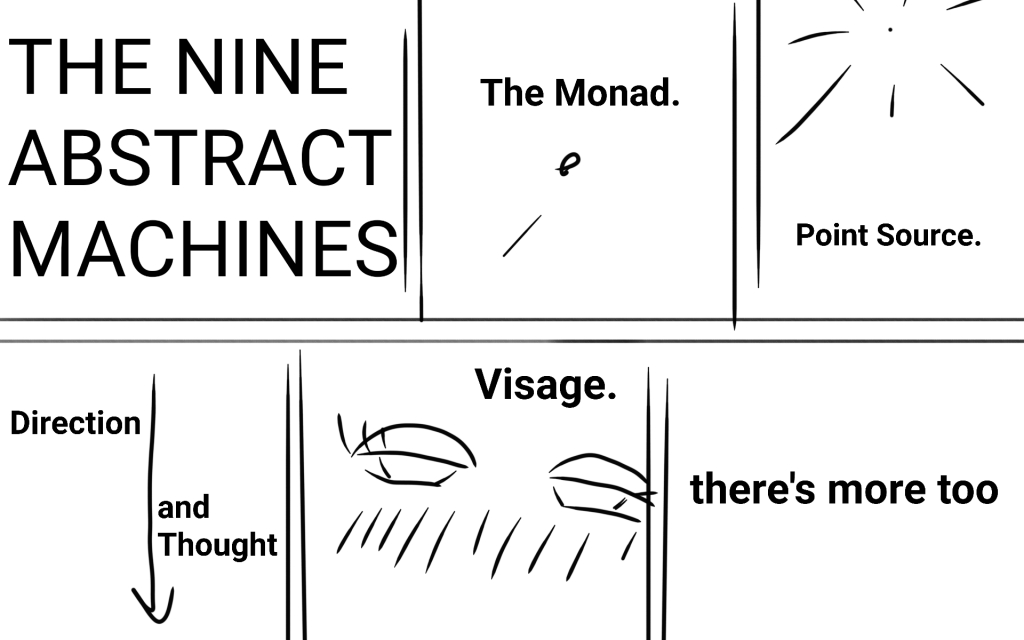 THE NINE
ABSTRACT
MACHINES
The Monad.
Point Source.
Direction
and
Thought
Visage.
there's more too